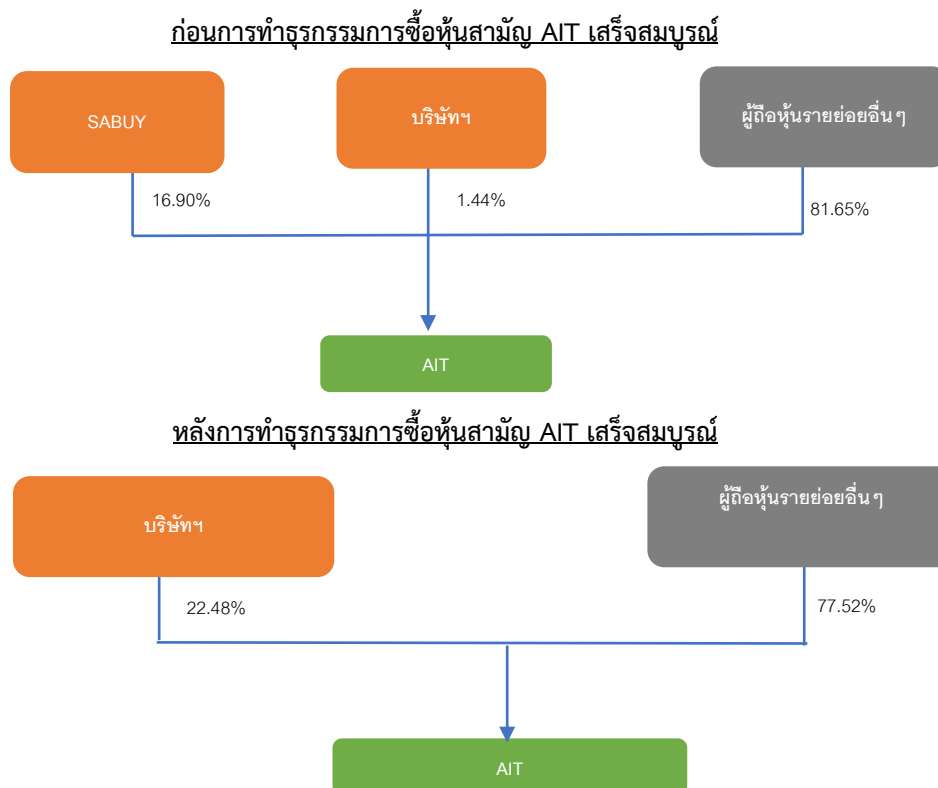 ก่อนการทำธุรกรรมการซื้อหุ้นสามัญ AIT เสร็จสมบูรณ์
SABUY
บริษัทฯ
ผู้ถือหุ้นรายย่อยอื่นๆ
16.90%
1.44%
81.65%
AIT
หลังการทำธุรกรรมการซื้อหุ้นสามัญ AIT เสร็จสมบูรณ์
บริษัทฯ
ผู้ถือหุ้นรายย่อยอื่นๆ
22.48%
77.52%
AIT